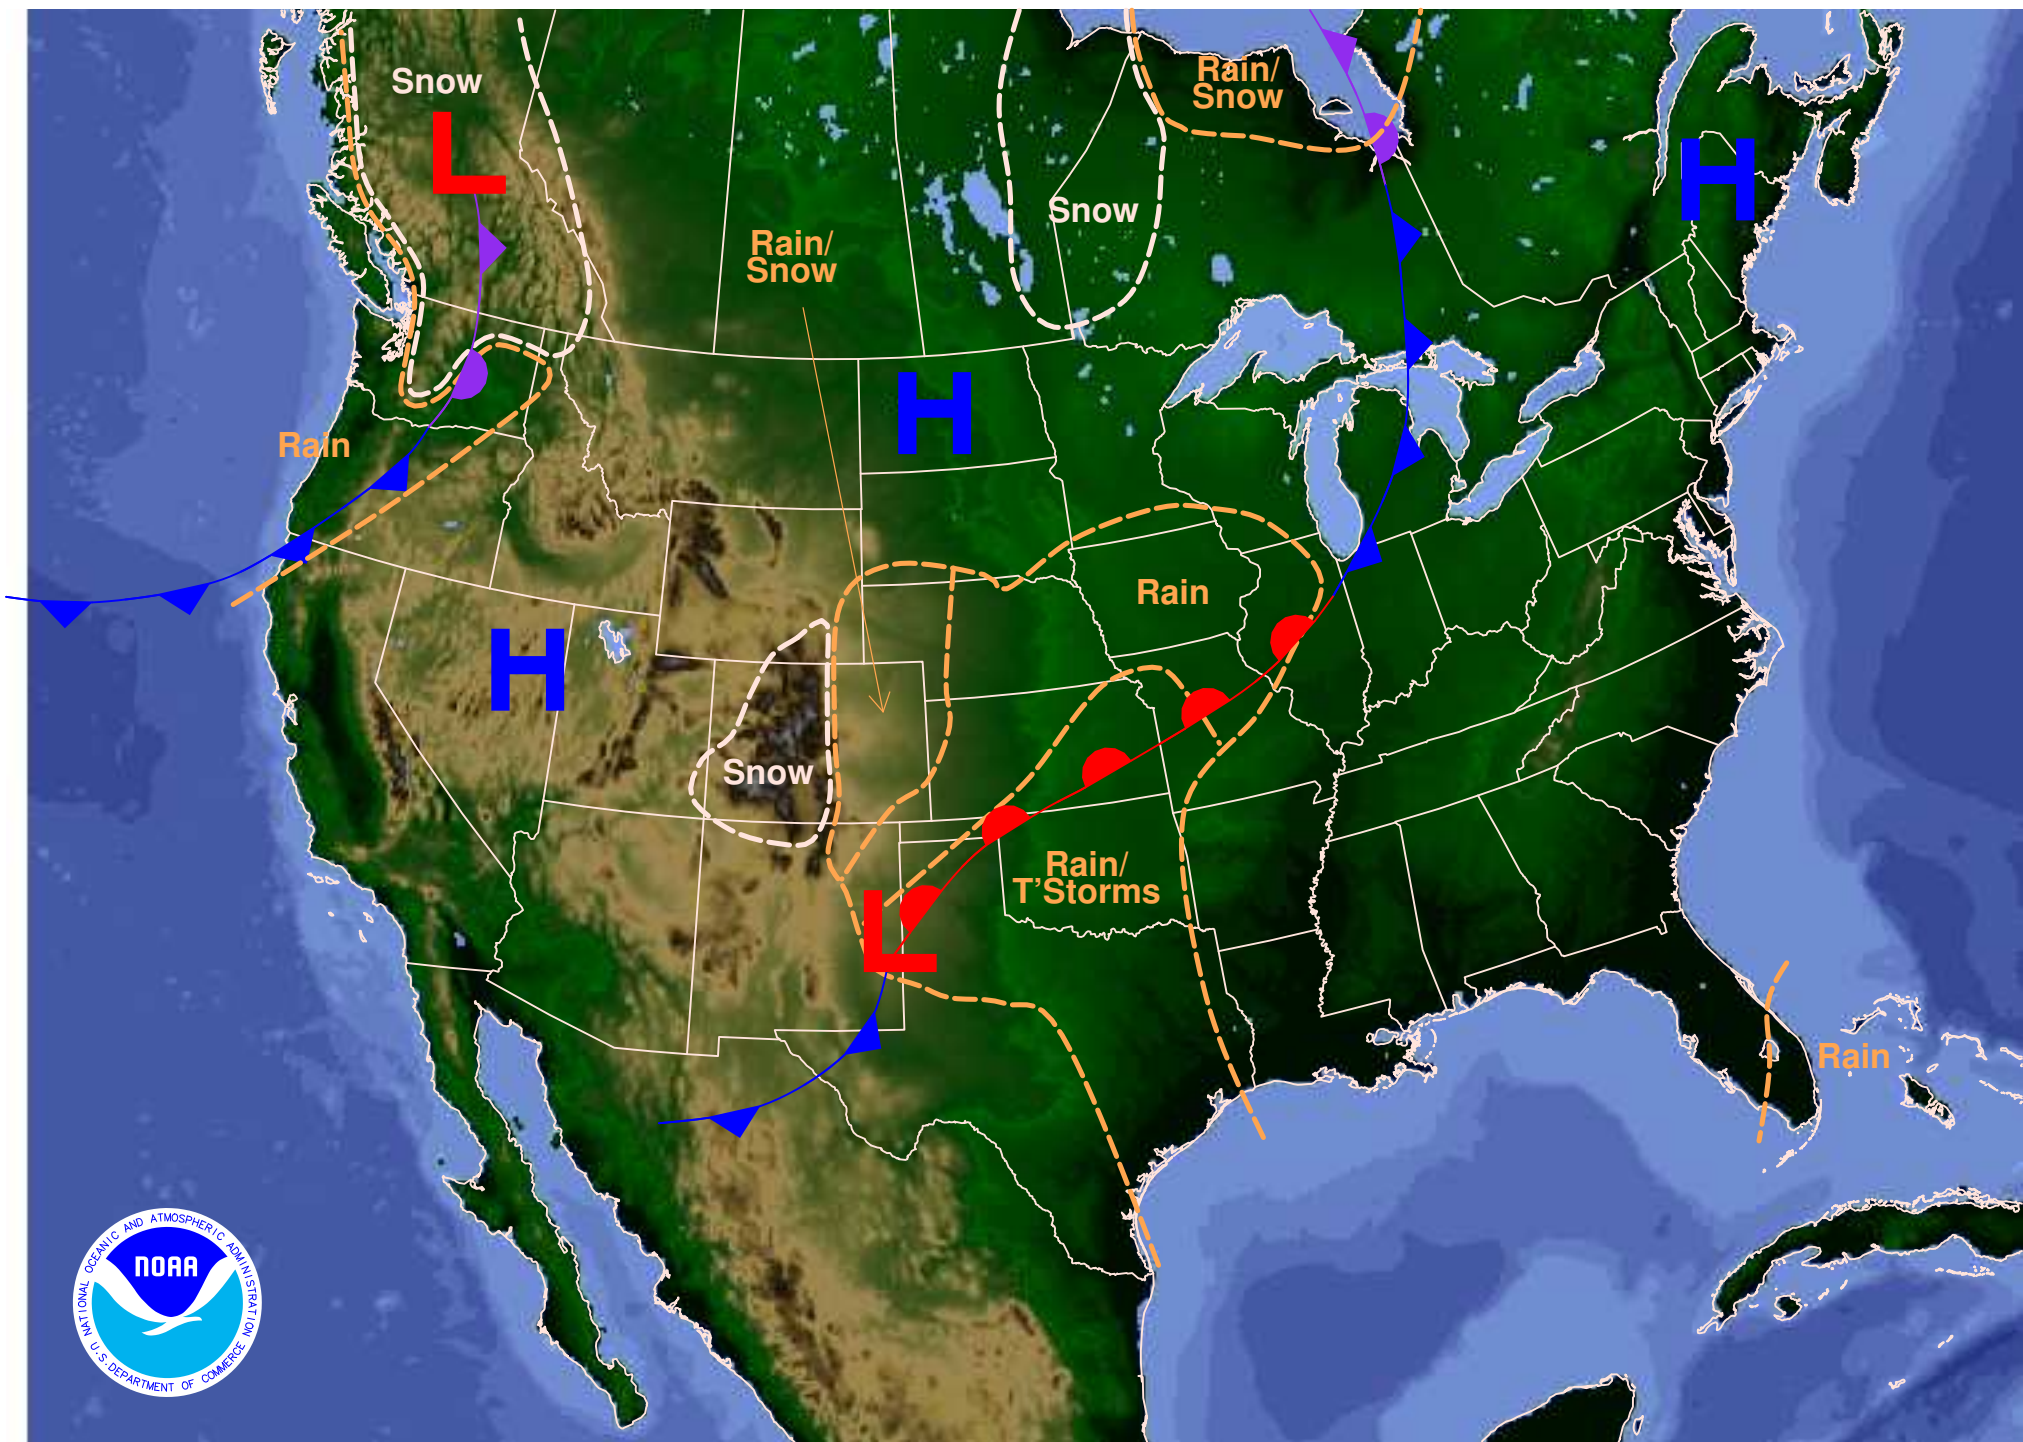 Snow
L
Rain/
Snow
H
Snow
Rain/
Snow
H
Rain
Rain
H
Snow
Rain/
T'Storms
L
Rain
NATIONAL OCEANIC AND ATMOSPHERIC ADMINISTRATION
NOAA
U.S. DEPARTMENT OF COMMERCE